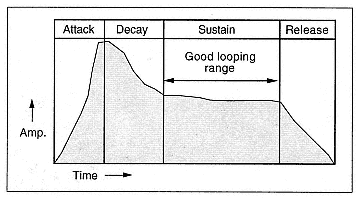 Attack Decay Sustain Release
Good looping
range
Amp.
Time